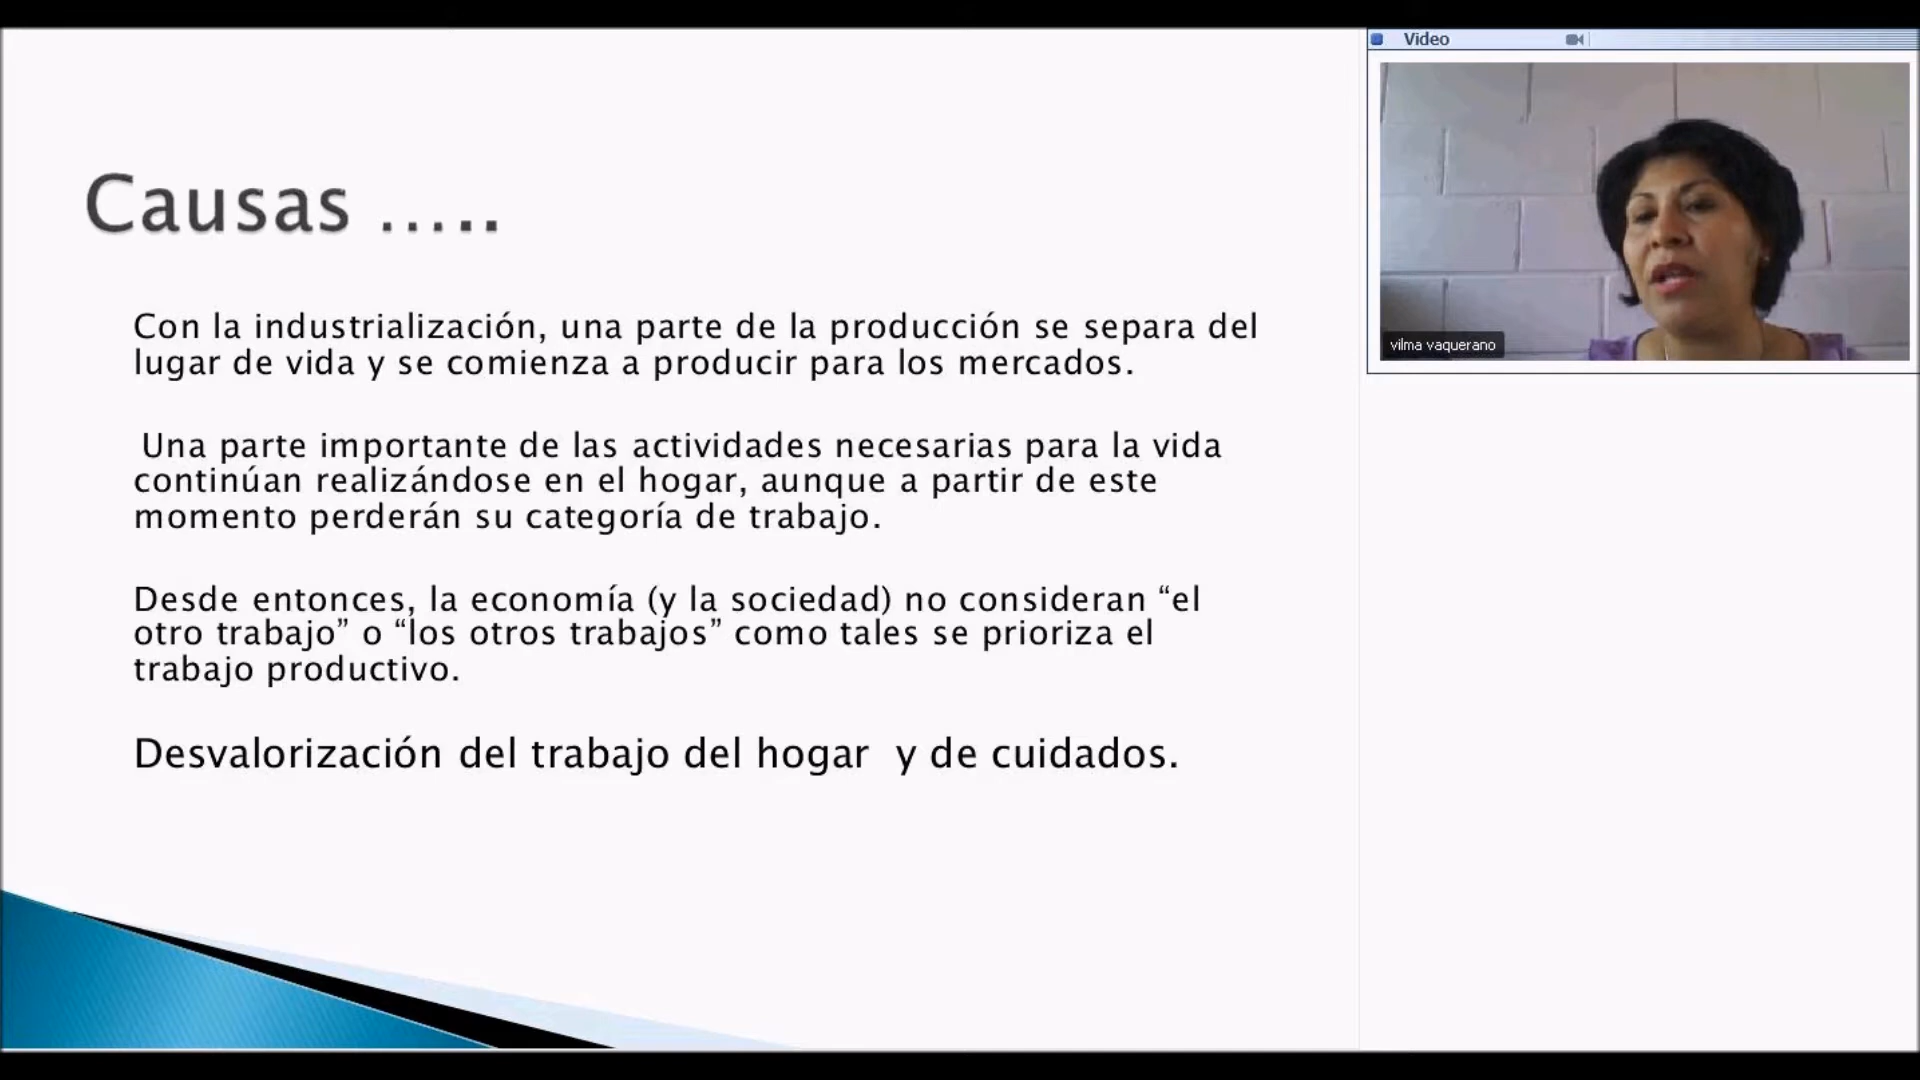 Causas .....
Con la industrialización, una parte de la producción se separa del
lugar de vida y se comienza a producir para los mercados.
Una parte importante de las actividades necesarias para la vida
continúan realizándose en el hogar, aunque a partir de este
momento perderán su categoría de trabajo.
Desde entonces, la economía (y la sociedad) no consideran “el
otro trabajo” o “los otros trabajos” como tales se prioriza el
trabajo productivo.
Desvalorización del trabajo del hogar  y de cuidados.
Video
vilma vaquerano